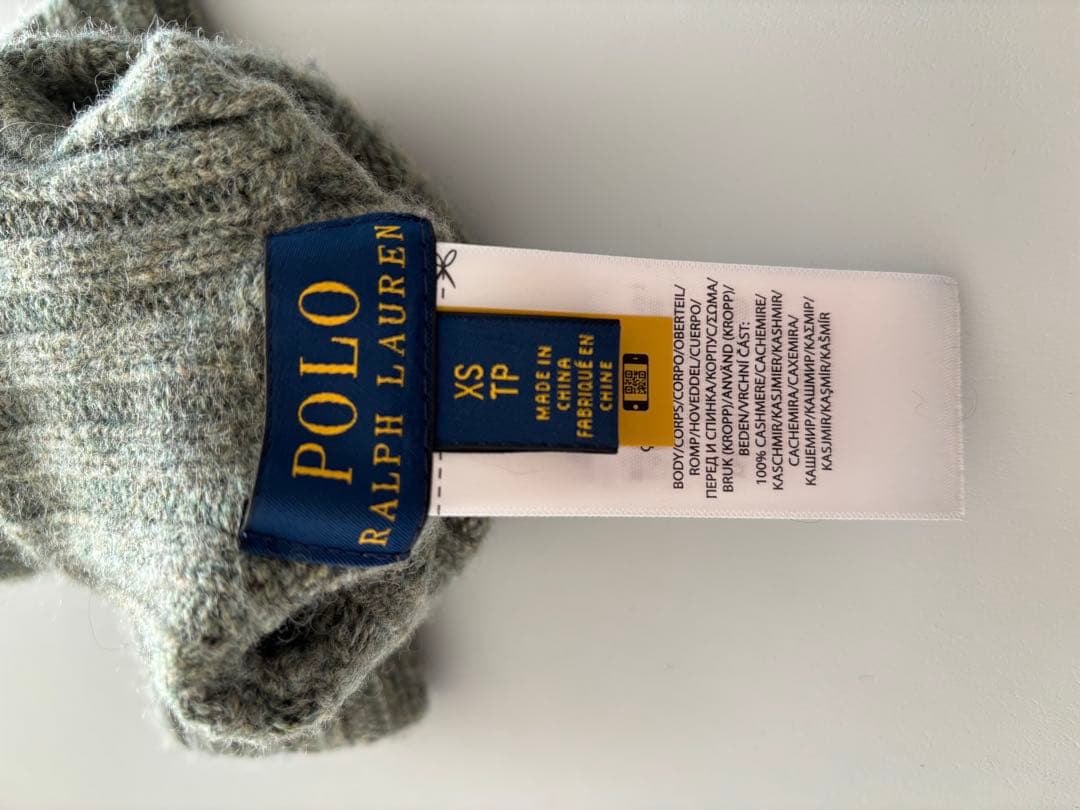 POLO
RALPH LAUREN
XS
TP
MADE IN
CHINA
FABRIQUÉ EN
CHINE
BODY/CORPS/CORPO/OBERTEIL/
ROMP/HOVEDDEL/CUERPO/
ПЕРЕД И СПИНКА/КОРПУС/ΣΩΜΑ/
BRUK (KROPP)/ANVÄND (KROPP)/
BEDEN/VRCHNÍ ČÁST:
100% CASHMERE/CACHEMIRE/
KASCHMIR/KASJMIER/KASHMIR/
CACHEMIRA/CAXEMIRA/
КАШЕМИР/КАШМИР/ΚΑΣΜΙΡ/
KASJMIR/KAŞMİR/KAŠMÍR